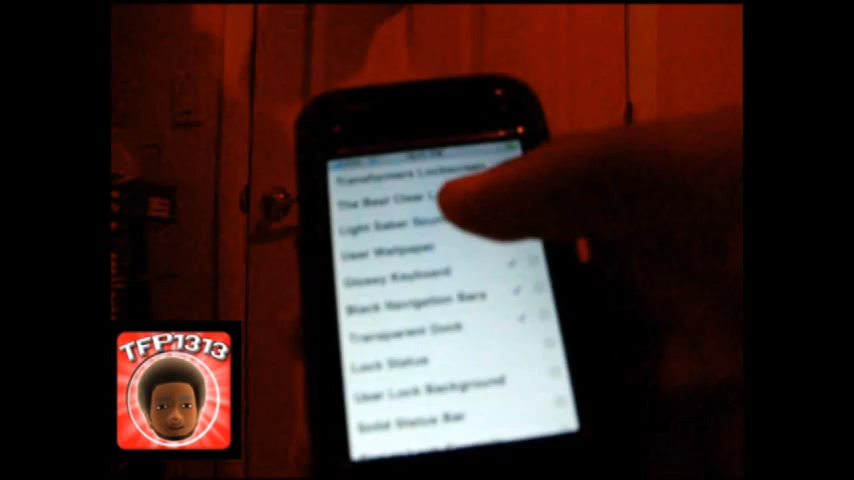 Transformers Lockscreen
The Best Clear
Light Saber
User Wallpaper
Glossy Keyboard
Black Navigation Bars
Transparent Dock
Lock Status
User Lock Background
Solid Status Bar
TFP1313